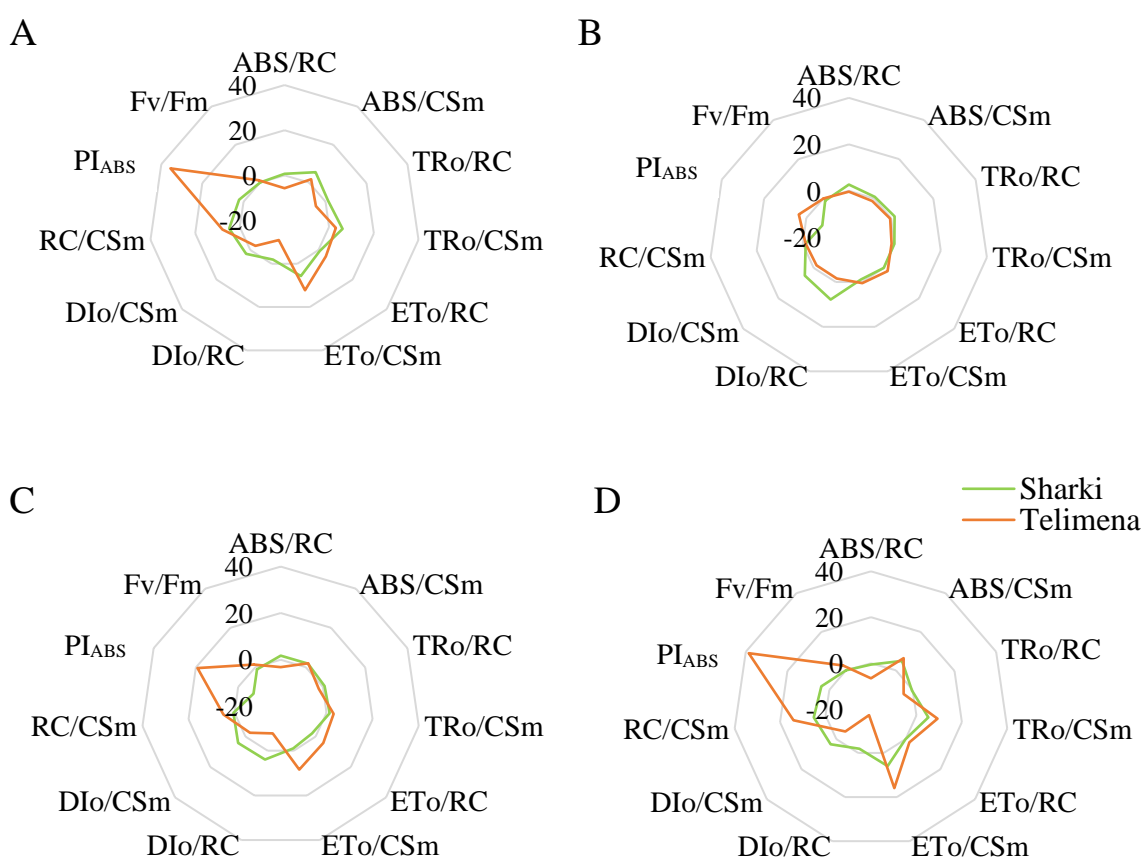 A
ABS/RC
40
Fv/Fm
ABS/CSm
20
PIABS
TRo/RC
0
-20
RC/CSm
TRo/CSm
DIo/CSm
ETo/RC
DIo/RC
ETo/CSm
B
ABS/RC
40
Fv/Fm
ABS/CSm
20
PIABS
TRo/RC
0
-20
RC/CSm
TRo/CSm
DIo/CSm
ETo/RC
DIo/RC
ETo/CSm
C
ABS/RC
40
Fv/Fm
ABS/CSm
20
PIABS
TRo/RC
0
-20
RC/CSm
TRo/CSm
DIo/CSm
ETo/RC
DIo/RC
ETo/CSm
D
Sharki
Telimena
ABS/RC
40
Fv/Fm
ABS/CSm
20
PIABS
TRo/RC
0
-20
RC/CSm
TRo/CSm
DIo/CSm
ETo/RC
DIo/RC
ETo/CSm